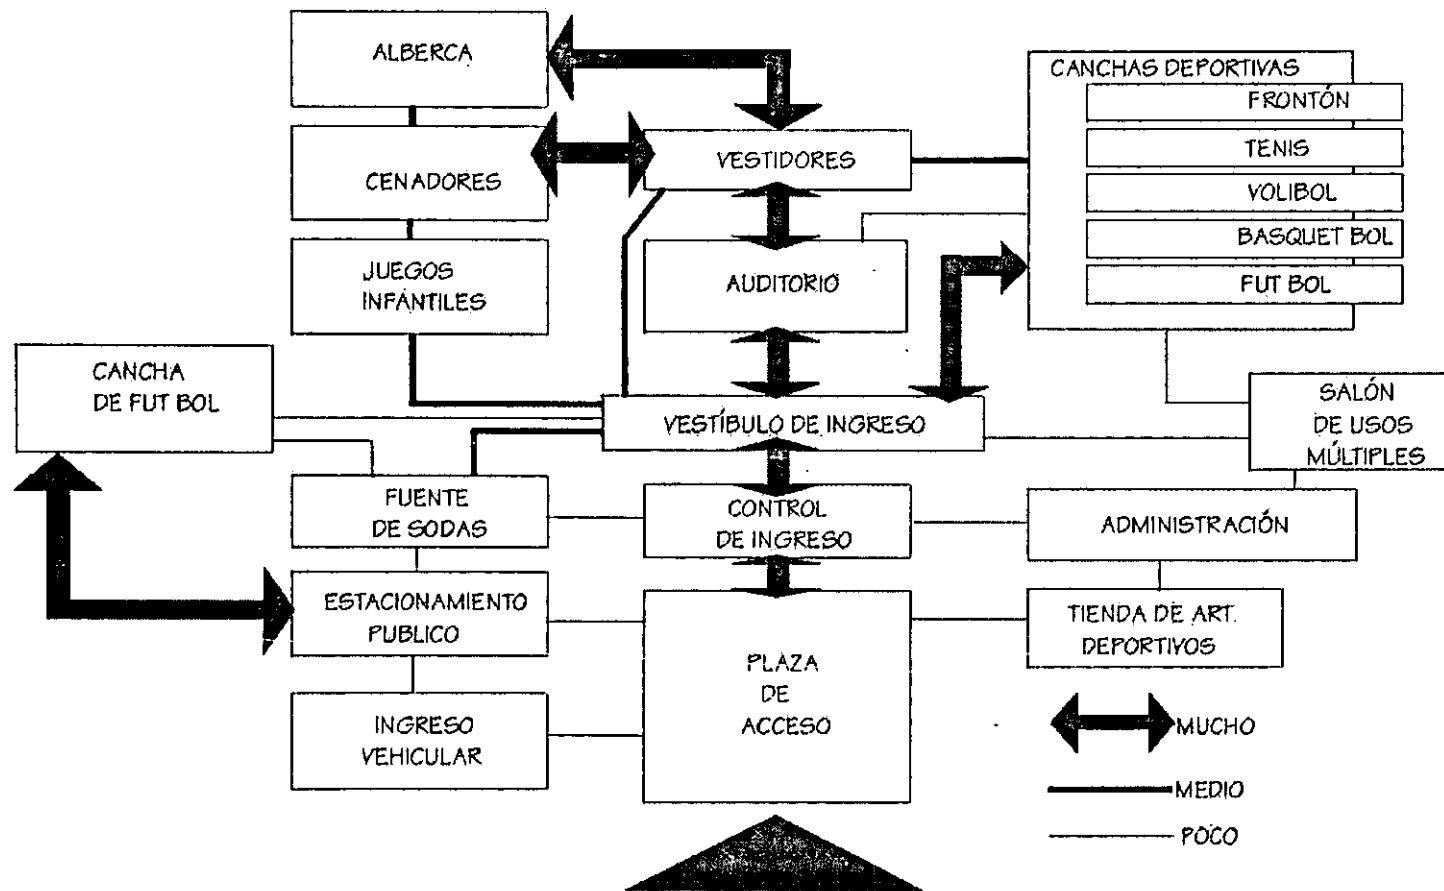 ALBERCA
CENADORES
JUEGOS
INFÁNTILES
CANCHA
DE FUT BOL
FUENTE
DE SODAS
ESTACIONAMIENTO
PUBLICO
INGRESO
VEHICULAR
VESTIDORES
AUDITORIO
VESTÍBULO DE INGRESO
CONTROL
DE INGRESO
PLAZA
DE
ACCESO
CANCHAS DEPORTIVAS
FRONTÓN
TENIS
VOLIBOL
BASQUET BOL
FUT BOL
SALÓN
DE USOS
MÚLTIPLES
ADMINISTRACIÓN
TIENDA DE ART.
DEPORTIVOS
MUCHO
MEDIO
POCO